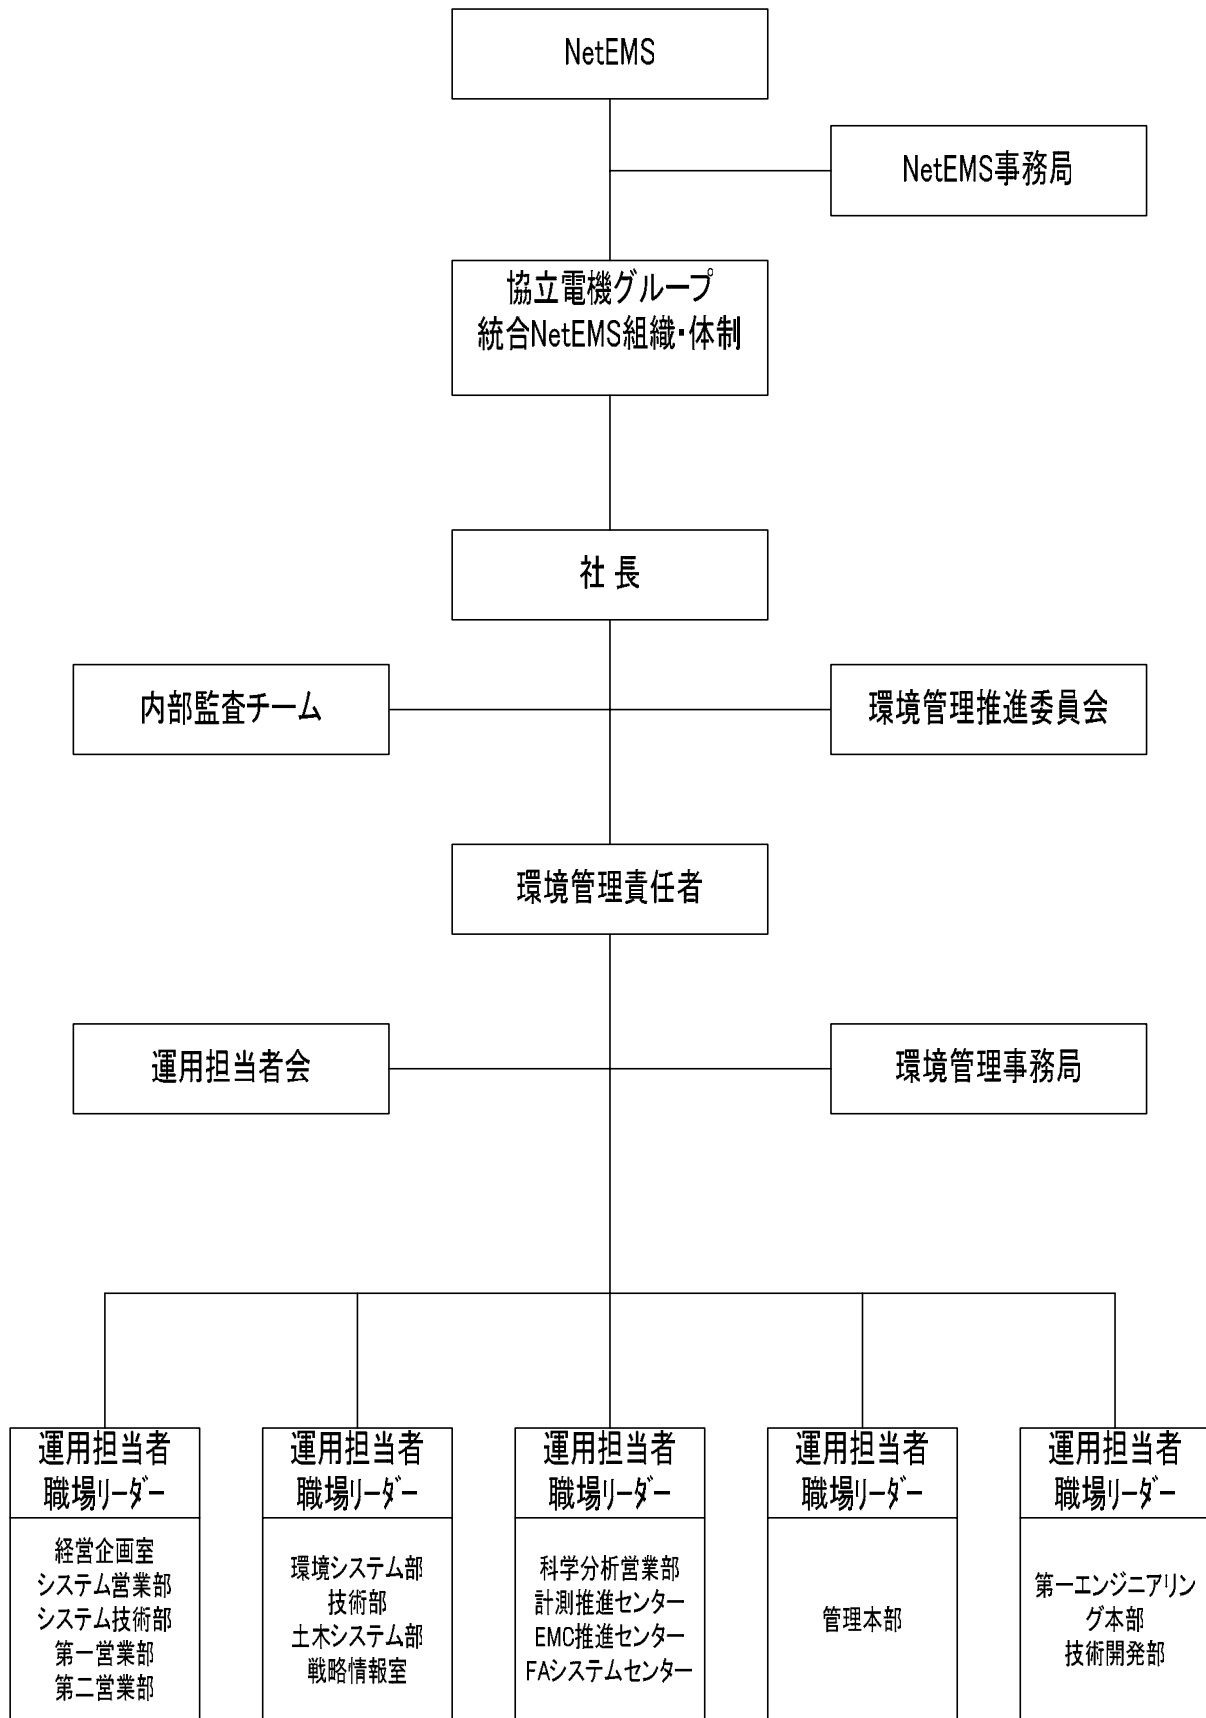 NetEMS
NetEMS事務局
協立電機グループ
統合NetEMS組織・体制
社 長
内部監査チーム
環境管理推進委員会
環境管理責任者
運用担当者会
環境管理事務局
運用担当者
職場リーダー
経営企画室
システム営業部
システム技術部
第一営業部
第二営業部
運用担当者
職場リーダー
環境システム部
技術部
土木システム部
戦略情報室
運用担当者
職場リーダー
科学分析営業部
計測推進センター
EMC推進センター
FAシステムセンター
運用担当者
職場リーダー
管理本部
運用担当者
職場リーダー
第一エンジニアリン
グ本部
技術開発部